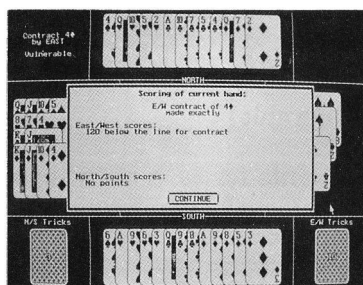 Contract 4♦
by EAST
Vulnerable
NORTH
Scoring of current hand:
E/W contract of 4♦
made exactly
East/West scores:
120 below the line for contract
North/South scores:
No points
CONTINUE
SOUTH
N/S Tricks
E/W Tricks